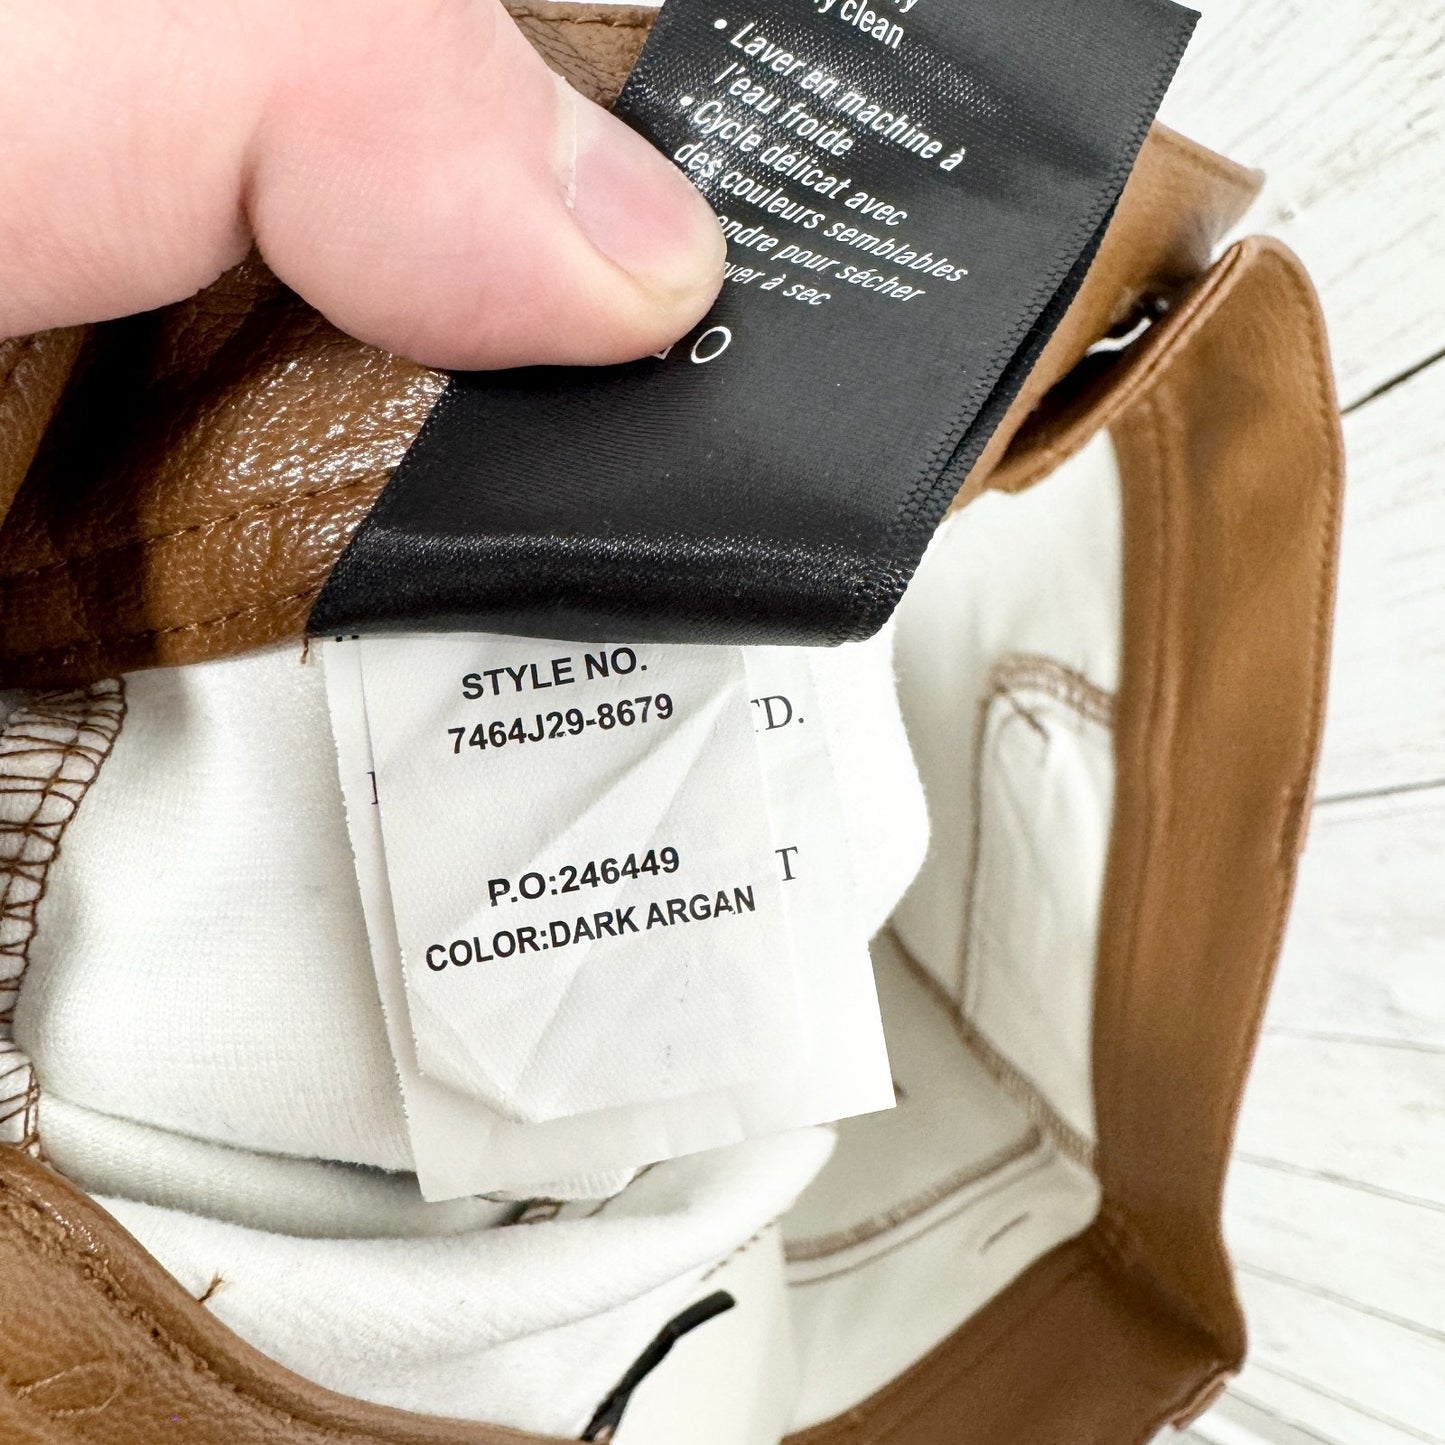 clean
• Laver en machine à
l'eau froide
• Cycle délicat avec
des couleurs semblables
pour sécher
à sec
O
STYLE NO.
7464J29-8679
TD.
P.O:246449
T
COLOR:DARK ARGAN